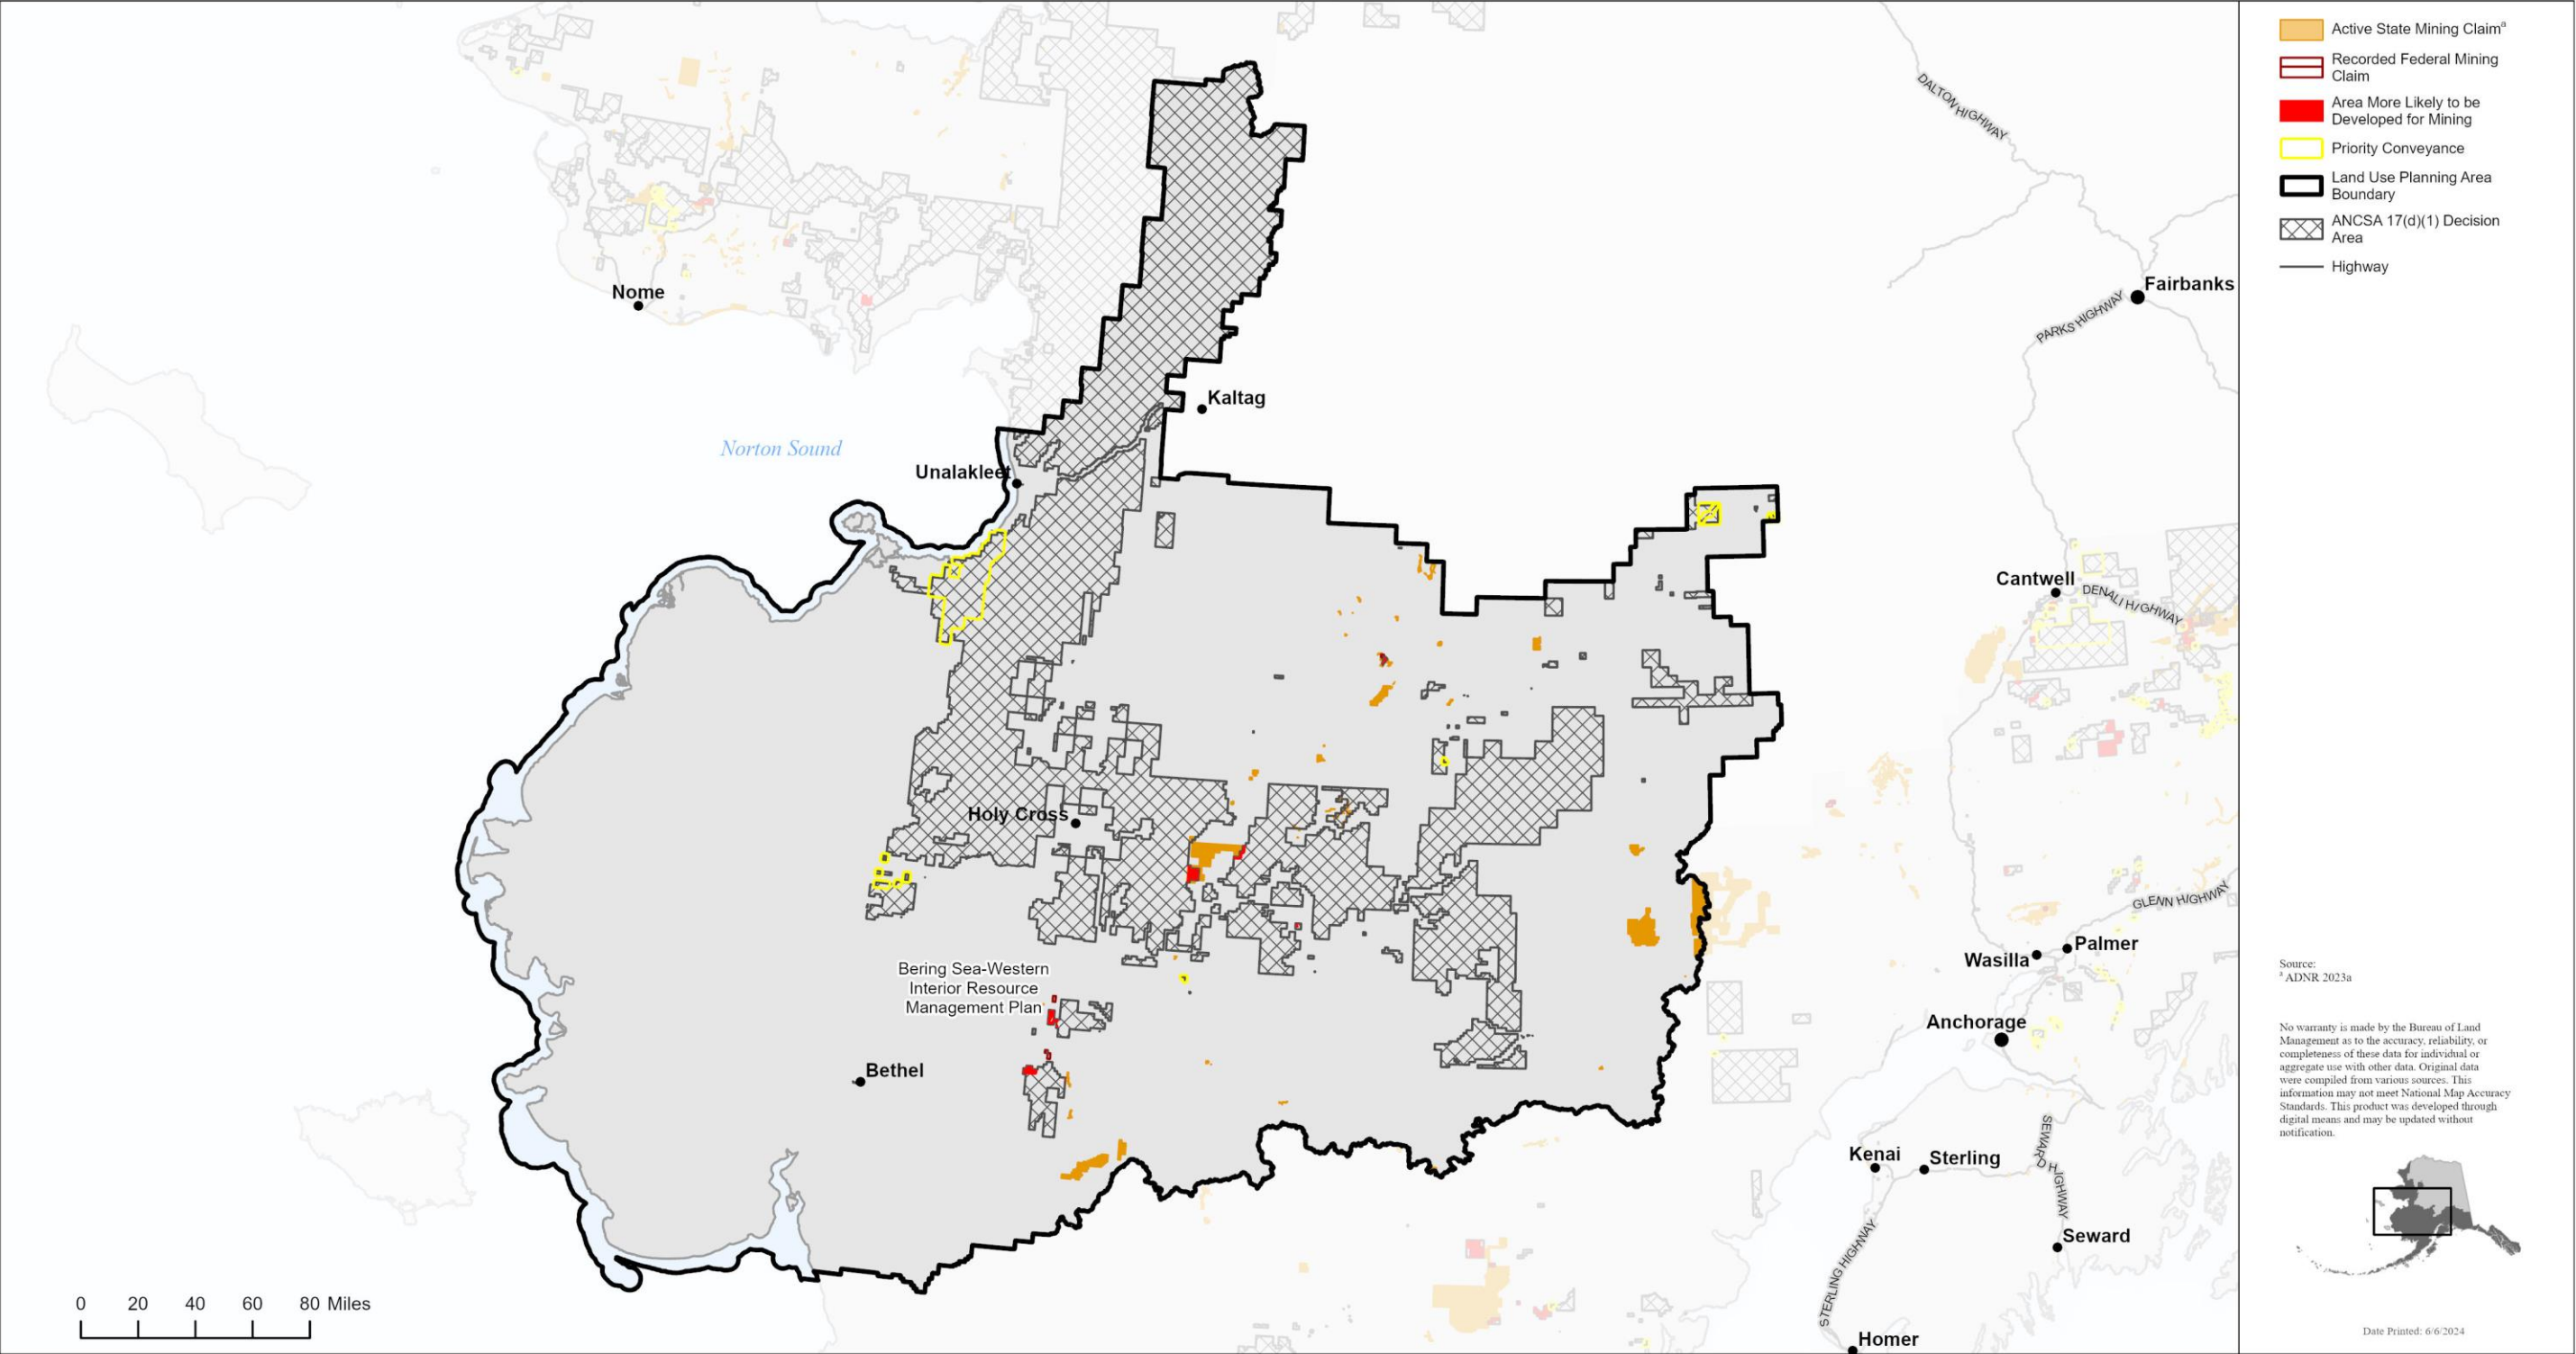 DALTON HIGHWAY
Fairbanks
PARKS HIGHWAY
Nome
Kaltag
Norton Sound
Unalakleet
Cantwell
DENALI HIGHWAY
Holy Cross
GLENN HIGHWAY
Palmer
Wasilla
Bering Sea-Western
Interior Resource
Management Plan
Anchorage
Bethel
SEWARD HIGHWAY
Kenai
Sterling
Seward
STERLING HIGHWAY
Homer
0 20 40 60 80 Miles
Active State Mining Claimª
Recorded Federal Mining
Claim
Area More Likely to be
Developed for Mining
Priority Conveyance
Land Use Planning Area
Boundary
ANCSA 17(d)(1) Decision
Area
Highway
Source:
ª ADNR 2023a
No warranty is made by the Bureau of Land
Management as to the accuracy, reliability, or
completeness of these data for individual or
aggregate use with other data. Original data
were compiled from various sources. This
information may not meet National Map Accuracy
Standards. This product was developed through
digital means and may be updated without
notification.
Date Printed: 6/6/2024